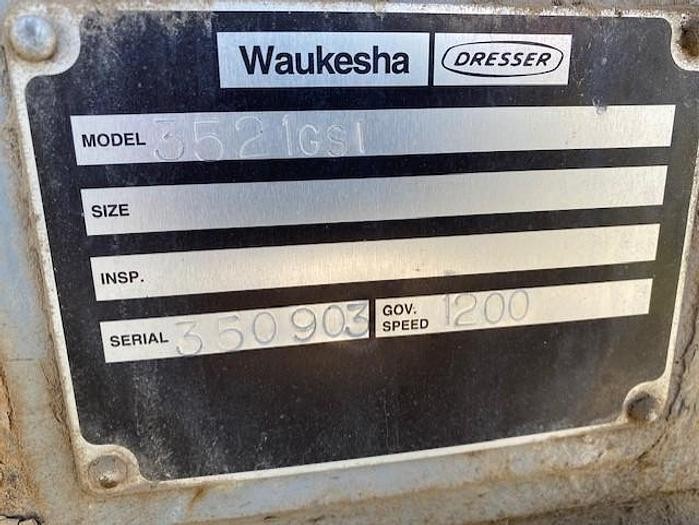 Waukesha DRESSER
MODEL 3521GSI
SIZE
INSP.
SERIAL 350903 GOV. SPEED 1200